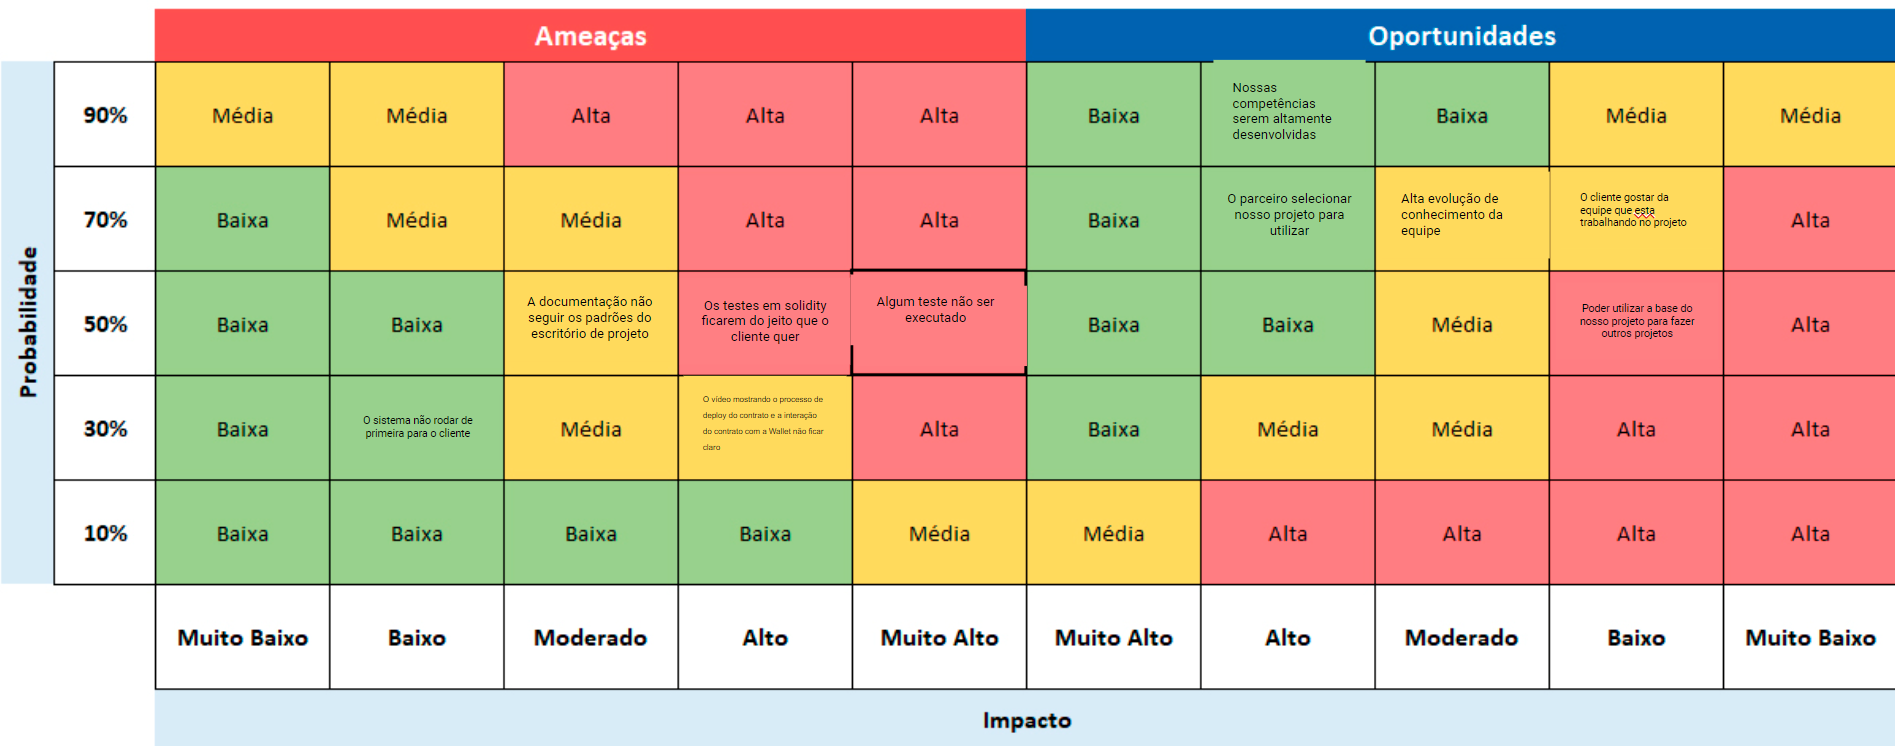 Ameaças
Oportunidades
Probabilidade
90%
Média
Média
Alta
Alta
Alta
Baixa
Nossas
competências
serem altamente
desenvolvidas
Baixa
Média
Média
70%
Baixa
Média
Média
Alta
Alta
Baixa
O parceiro selecionar
nosso projeto para
utilizar
Alta evolução de
conhecimento da
equipe
O cliente gostar da
equipe que esta
trabalhando no projeto
Alta
50%
Baixa
Baixa
A documentação não
seguir os padrões do
escritório de projeto
Os testes em solidity
ficarem do jeito que o
cliente quer
Algum teste não ser
executado
Baixa
Baixa
Média
Poder utilizar a base do
nosso projeto para fazer
outros projetos
Alta
30%
Baixa
O sistema não rodar de
primeira para o cliente
Média
O vídeo mostrando o processo de
deploy do contrato e a interação
do contrato com a Wallet não ficar
claro
Alta
Baixa
Média
Média
Alta
Alta
10%
Baixa
Baixa
Baixa
Baixa
Média
Média
Alta
Alta
Alta
Alta
Muito Baixo
Baixo
Moderado
Alto
Muito Alto
Muito Alto
Alto
Moderado
Baixo
Muito Baixo
Impacto